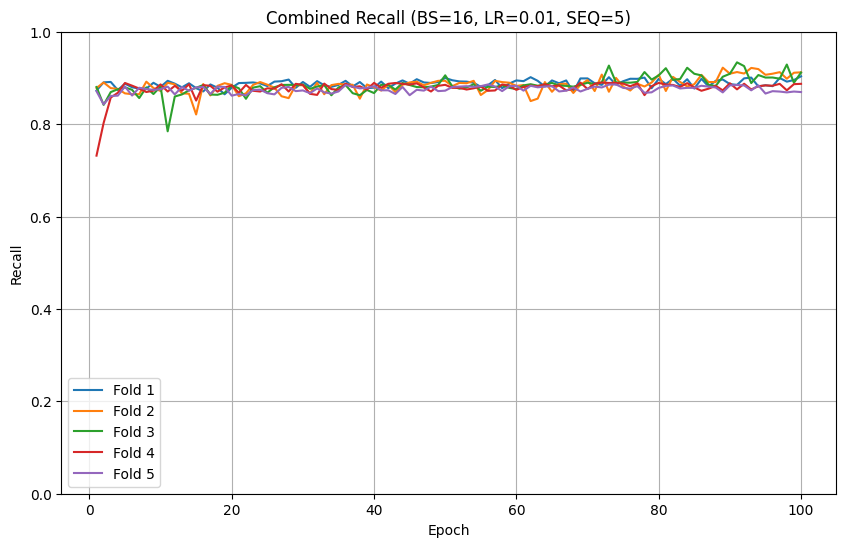 Combined Recall (BS=16, LR=0.01, SEQ=5)
1.0
0.8
0.6
0.4
0.2
0.0
Recall
Fold 1
Fold 2
Fold 3
Fold 4
Fold 5
0 20 40 60 80 100
Epoch